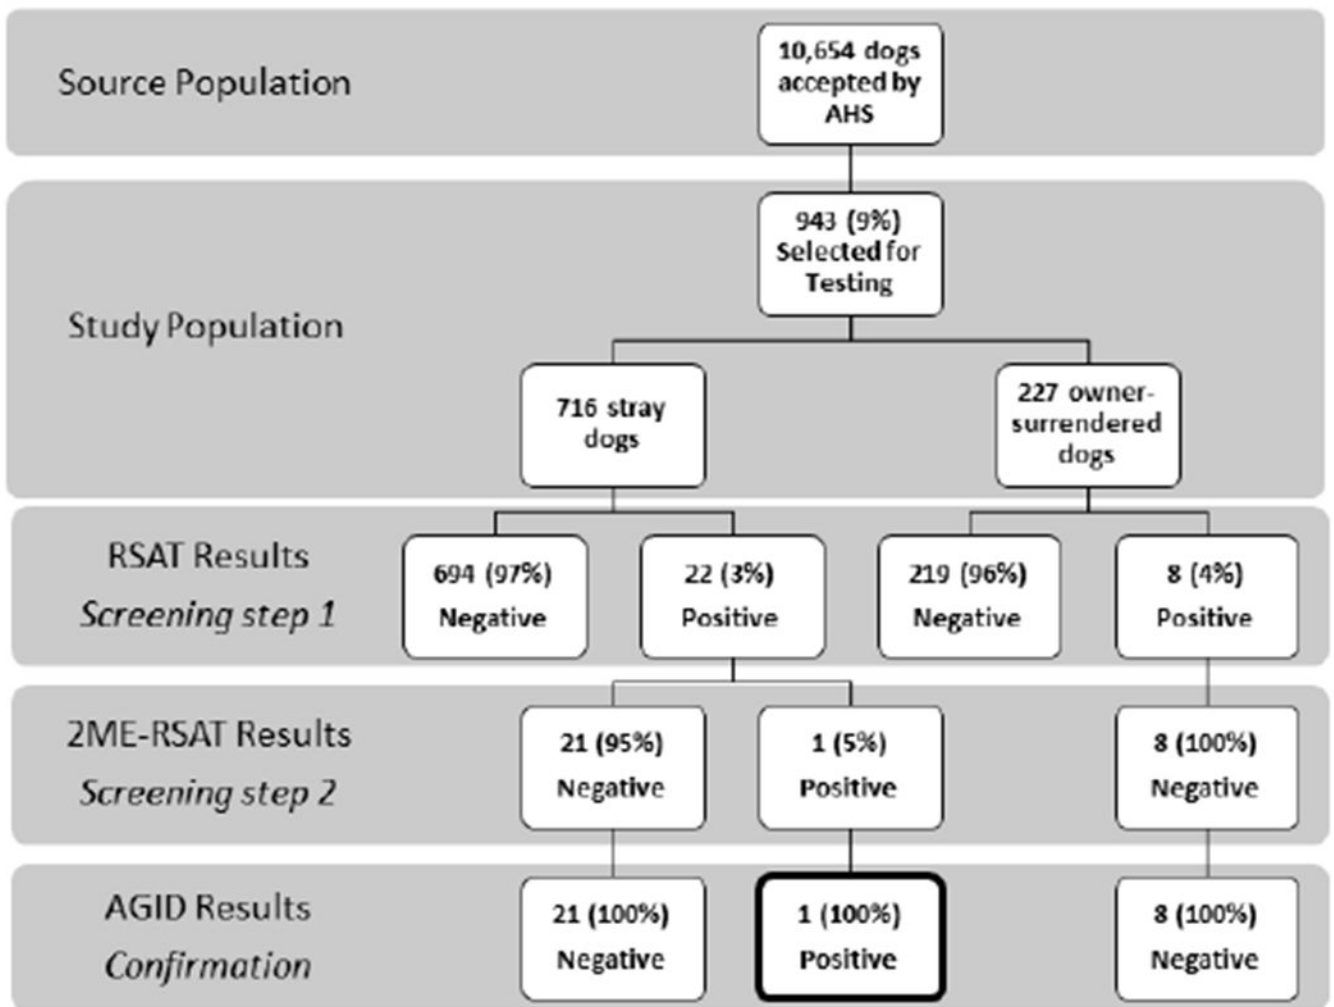 Source Population
10,654 dogs
accepted by
AHS
Study Population
943 (9%)
Selected for
Testing
716 stray
dogs
227 owner-
surrendered
dogs
RSAT Results
Screening step 1
694 (97%)
Negative
22 (3%)
Positive
219 (96%)
Negative
8 (4%)
Positive
2ME-RSAT Results
Screening step 2
21 (95%)
Negative
1 (5%)
Positive
8 (100%)
Negative
AGID Results
Confirmation
21 (100%)
Negative
1 (100%)
Positive
8 (100%)
Negative